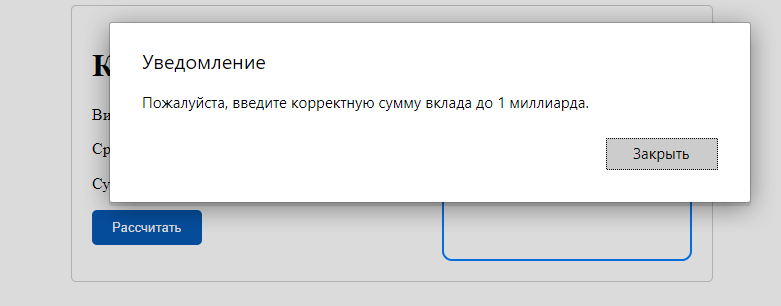 Уведомление
Пожалуйста, введите корректную сумму вклада до 1 миллиарда.
Закрыть
Рассчитать